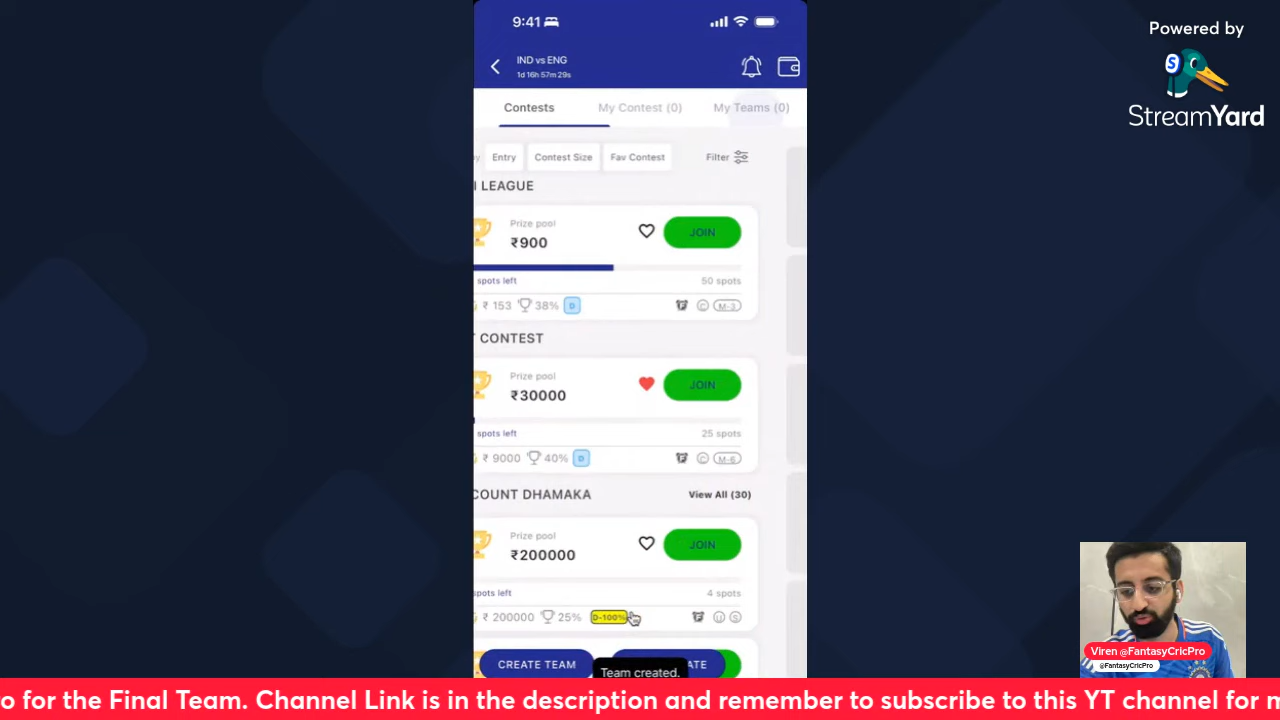 9:41
Powered by
StreamYard
IND vs ENG
1d 16h 57m 29s
Contests
My Contest (0)
My Teams (0)
Entry
Contest Size
Fav Contest
Filter
LEAGUE
Prize pool
₹900
JOIN
spots left
50 spots
₹ 153
38%
D
F
C
M-3
CONTEST
Prize pool
₹30000
JOIN
spots left
25 spots
₹ 9000
40%
D
F
C
M-6
COUNT DHAMAKA
View All (30)
Prize pool
₹200000
JOIN
spots left
4 spots
₹ 200000
25%
D-100%
F
U
S
CREATE TEAM
ATE
Team created.
Viren @FantasyCricPro
@FantasyCricPro
o for the Final Team. Channel Link is in the description and remember to subscribe to this YT channel for